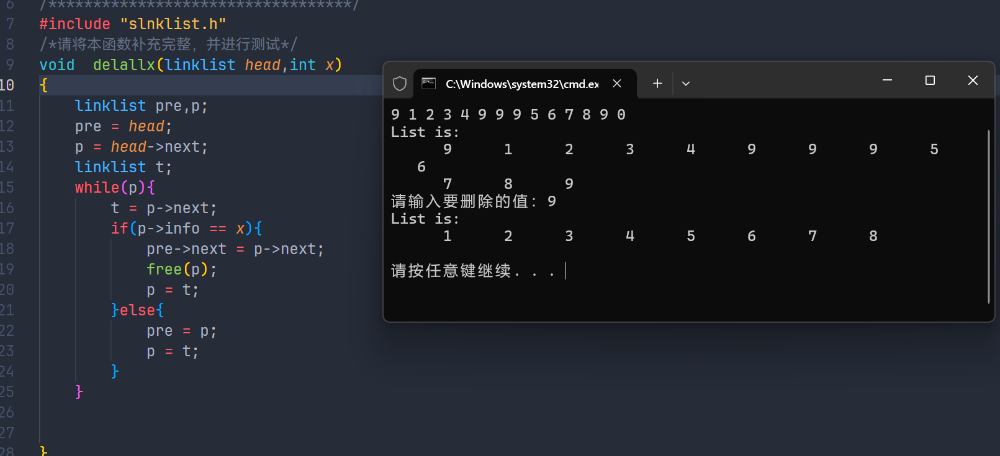 6 /**********************************/
7 #include "slnklist.h"
8 /*请将本函数补充完整，并进行测试*/
9 void  delallx(linklist head,int x)
10 {
11     linklist pre,p;
12     pre = head;
13     p = head->next;
14     linklist t;
15     while(p){
16         t = p->next;
17         if(p->info == x){
18             pre->next = p->next;
19             free(p);
20             p = t;
21         }else{
22             pre = p;
23             p = t;
24         }
25     }
26
27
28 }
C:\Windows\system32\cmd.ex
9 1 2 3 4 9 9 9 5 6 7 8 9 0
List is:
9 1 2 3 4 9 9 9 5
6
7 8 9
请输入要删除的值：9
List is:
1 2 3 4 5 6 7 8
请按任意键继续. . .